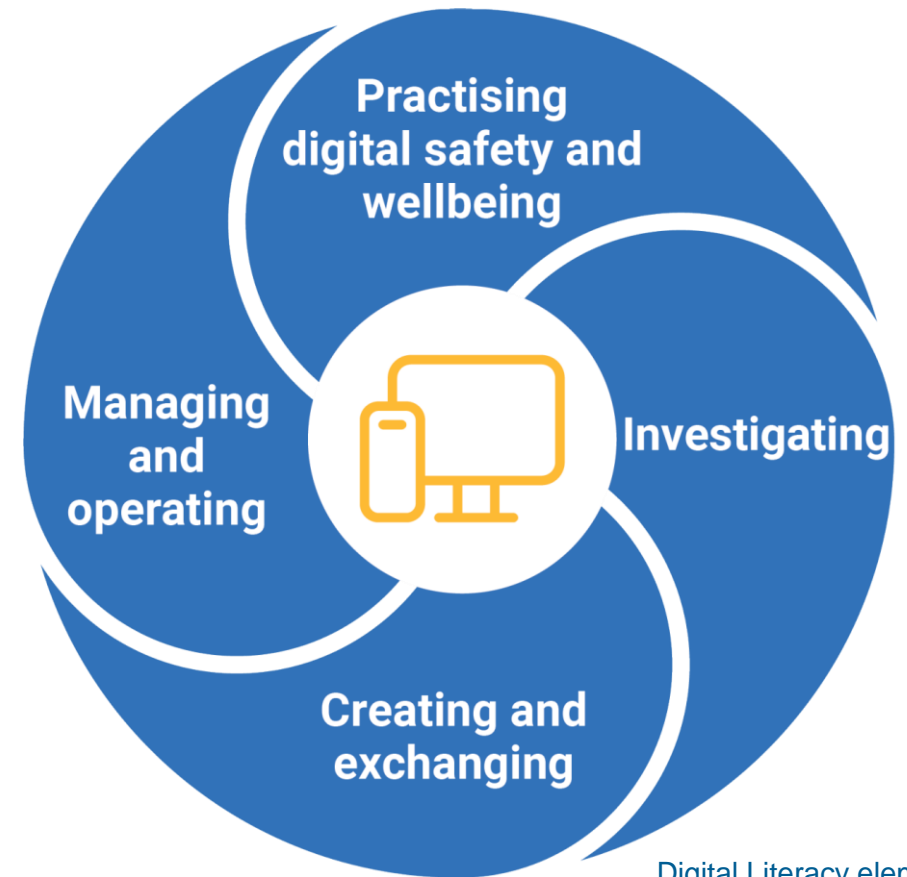 Practising
digital safety and
wellbeing
Investigating
Managing
and
operating
Creating and
exchanging
Digital Literacy